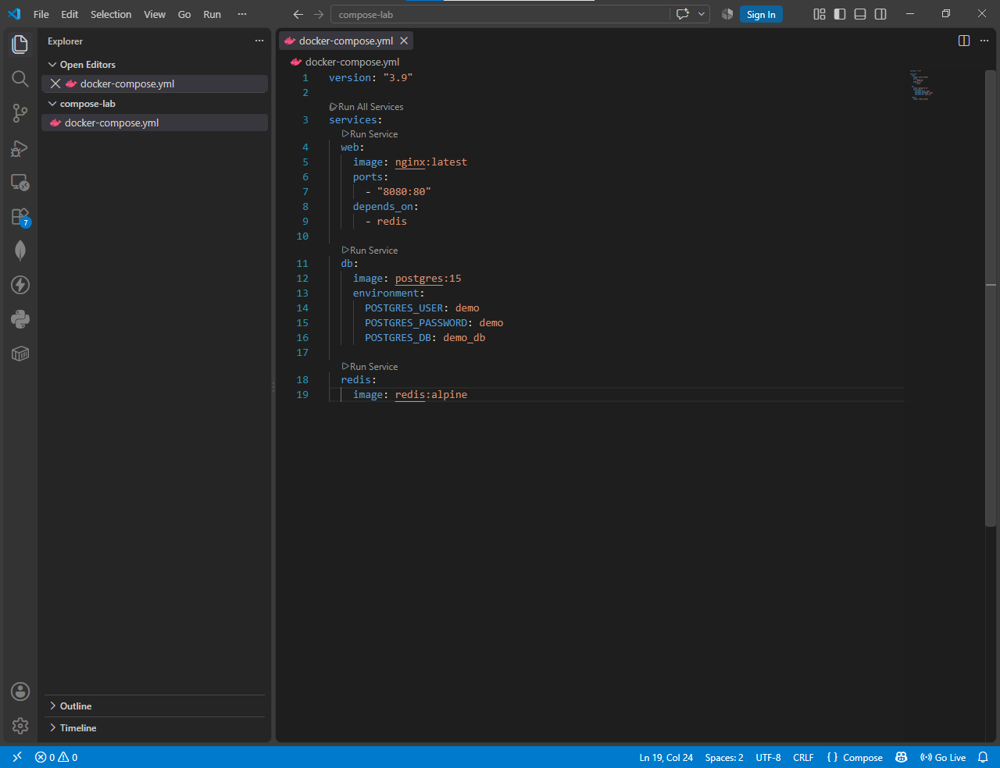 File Edit Selection View Go Run ···
compose-lab
Sign In
Explorer
Open Editors
docker-compose.yml
compose-lab
docker-compose.yml
7
Outline
Timeline
docker-compose.yml
docker-compose.yml
1 version: "3.9"
2
Run All Services
3 services:
Run Service
4 web:
5 image: nginx:latest
6 ports:
7 - "8080:80"
8 depends_on:
9 - redis
10
Run Service
11 db:
12 image: postgres:15
13 environment:
14 POSTGRES_USER: demo
15 POSTGRES_PASSWORD: demo
16 POSTGRES_DB: demo_db
17
Run Service
18 redis:
19 image: redis:alpine
0 0 Ln 19, Col 24 Spaces: 2 UTF-8 CRLF { } Compose Go Live